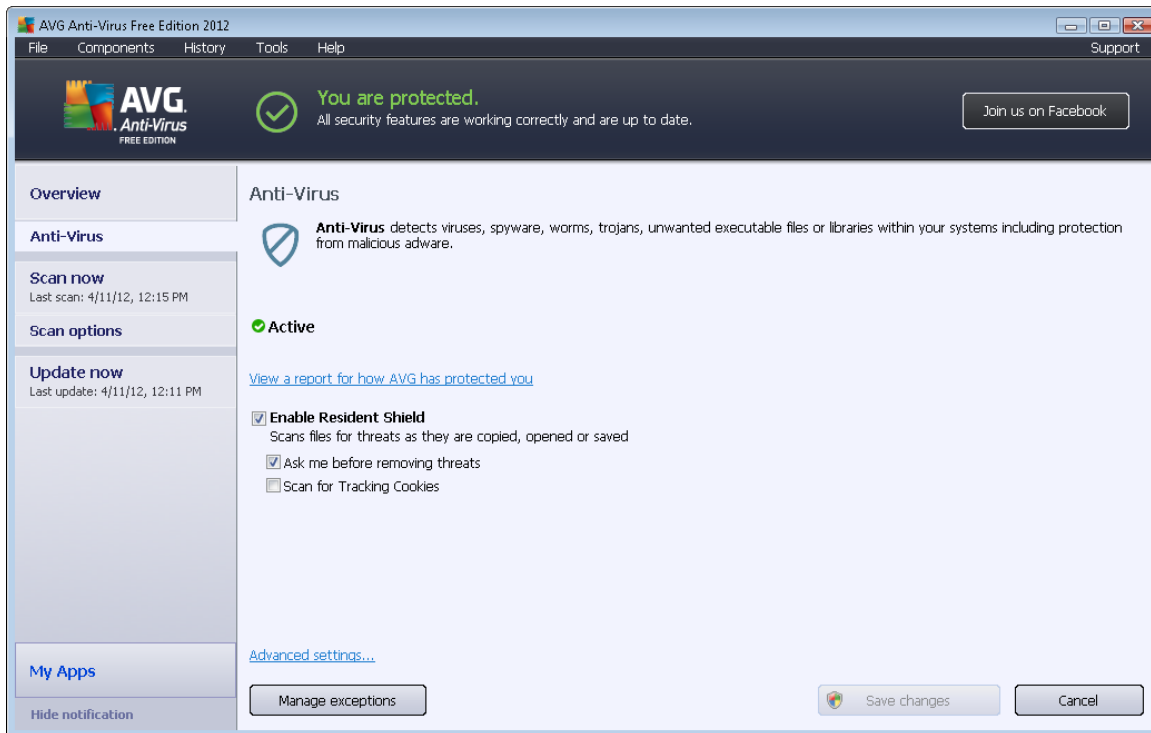 AVG Anti-Virus Free Edition 2012
File Components History Tools Help Support
AVG.
Anti-Virus
FREE EDITION
You are protected.
All security features are working correctly and are up to date.
Join us on Facebook
Overview
Anti-Virus
Scan now
Last scan: 4/11/12, 12:15 PM
Scan options
Update now
Last update: 4/11/12, 12:11 PM
My Apps
Hide notification
Anti-Virus
Anti-Virus detects viruses, spyware, worms, trojans, unwanted executable files or libraries within your systems including protection
from malicious adware.
Active
View a report for how AVG has protected you
Enable Resident Shield
Scans files for threats as they are copied, opened or saved
Ask me before removing threats
Scan for Tracking Cookies
Advanced settings...
Manage exceptions
Save changes
Cancel